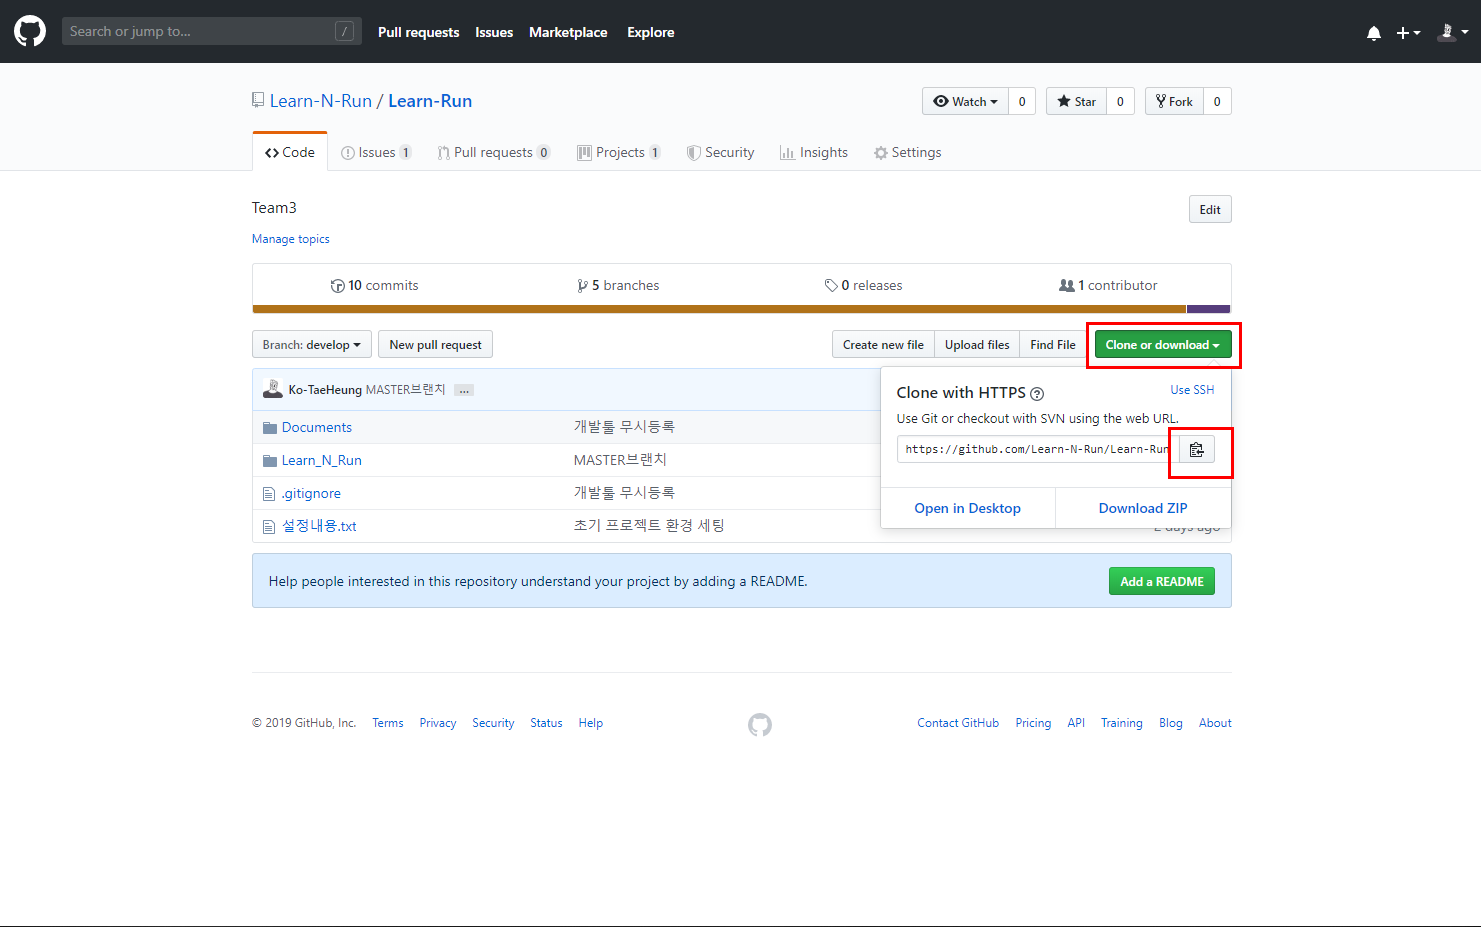 Search or jump to... / Pull requests Issues Marketplace Explore
Learn-N-Run / Learn-Run Watch 0 Star 0 Fork 0
Code Issues 1 Pull requests 0 Projects 1 Security Insights Settings
Team3 Edit
Manage topics
10 commits 5 branches 0 releases 1 contributor
Branch: develop New pull request Create new file Upload files Find File Clone or download
Ko-TaeHeung MASTER브랜치 ...
Documents 개발툴 무시등록
Learn_N_Run MASTER브랜치
.gitignore 개발툴 무시등록
설정내용.txt 초기 프로젝트 환경 세팅 2 days ago
Clone with HTTPS ? Use SSH
Use Git or checkout with SVN using the web URL.
https://github.com/Learn-N-Run/Learn-Run
Open in Desktop Download ZIP
Help people interested in this repository understand your project by adding a README. Add a README
© 2019 GitHub, Inc. Terms Privacy Security Status Help Contact GitHub Pricing API Training Blog About